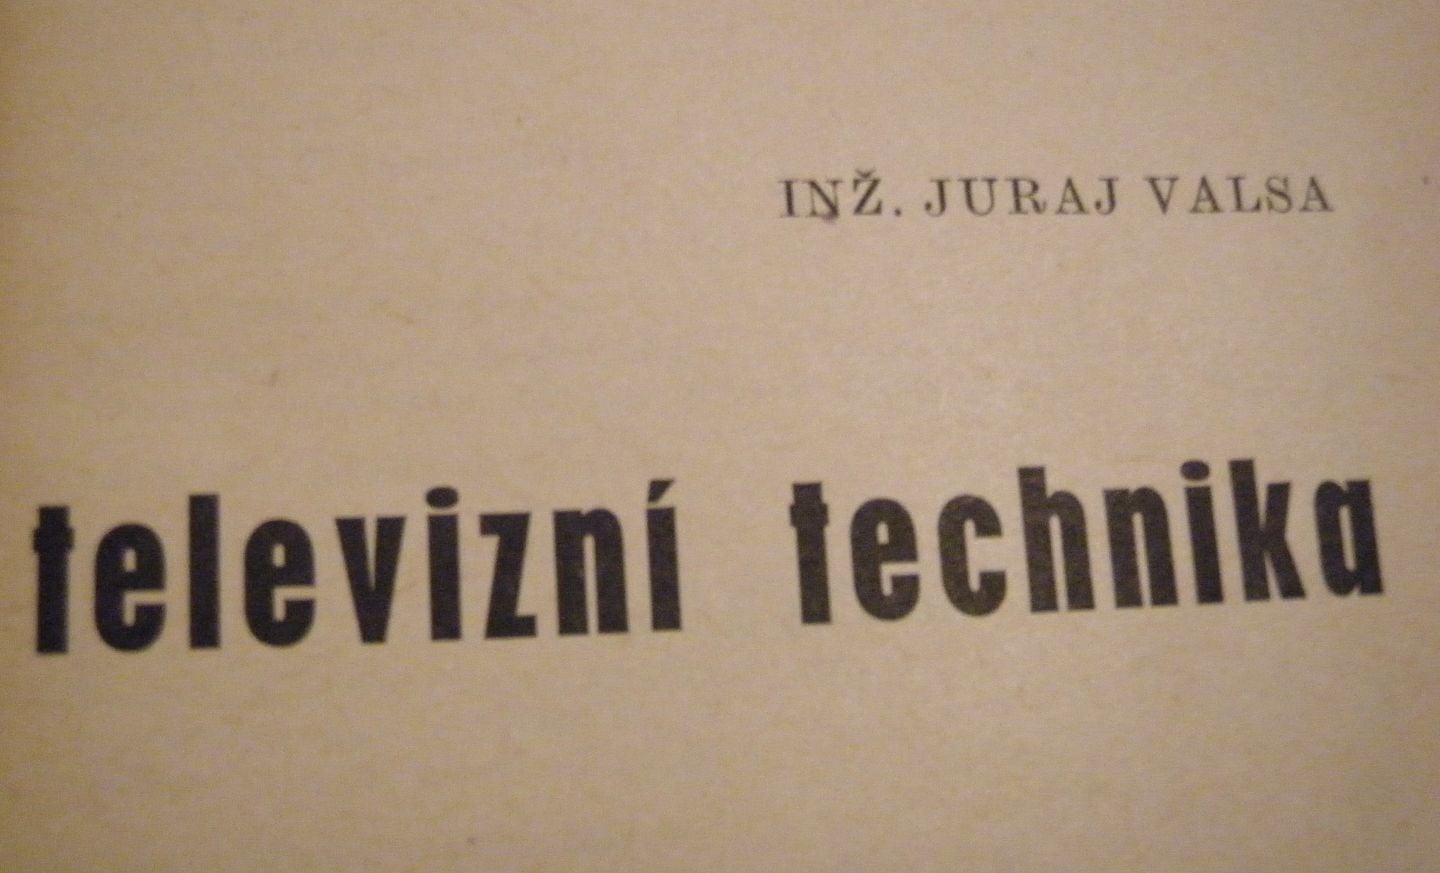 INŽ. JURAJ VALSA
televizní technika